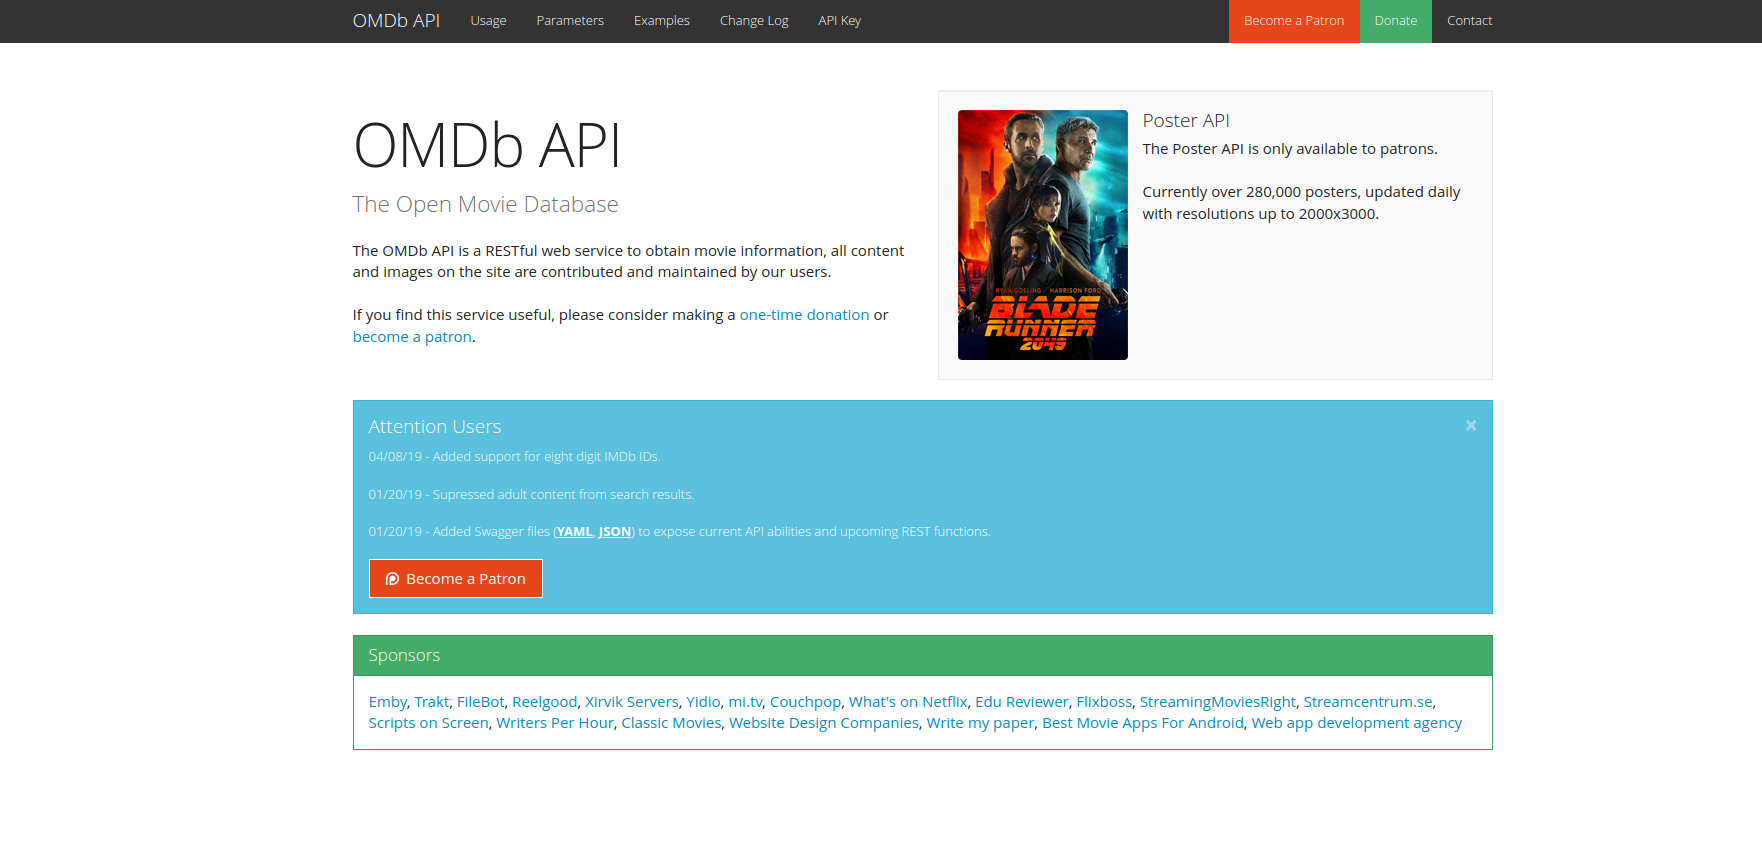 OMDb API Usage Parameters Examples Change Log API Key Become a Patron Donate Contact
OMDb API
The Open Movie Database
The OMDb API is a RESTful web service to obtain movie information, all content
and images on the site are contributed and maintained by our users.
If you find this service useful, please consider making a one-time donation or
become a patron.
RYAN GOSLING HARRISON FORD
BLADE
RUNNER
2049
Poster API
The Poster API is only available to patrons.
Currently over 280,000 posters, updated daily
with resolutions up to 2000x3000.
Attention Users
×
04/08/19 - Added support for eight digit IMDb IDs.
01/20/19 - Supressed adult content from search results.
01/20/19 - Added Swagger files (YAML, JSON) to expose current API abilities and upcoming REST functions.
Become a Patron
Sponsors
Emby, Trakt, FileBot, Reelgood, Xirvik Servers, Yidio, mi.tv, Couchpop, What's on Netflix, Edu Reviewer, Flixboss, StreamingMoviesRight, Streamcentrum.se,
Scripts on Screen, Writers Per Hour, Classic Movies, Website Design Companies, Write my paper, Best Movie Apps For Android, Web app development agency